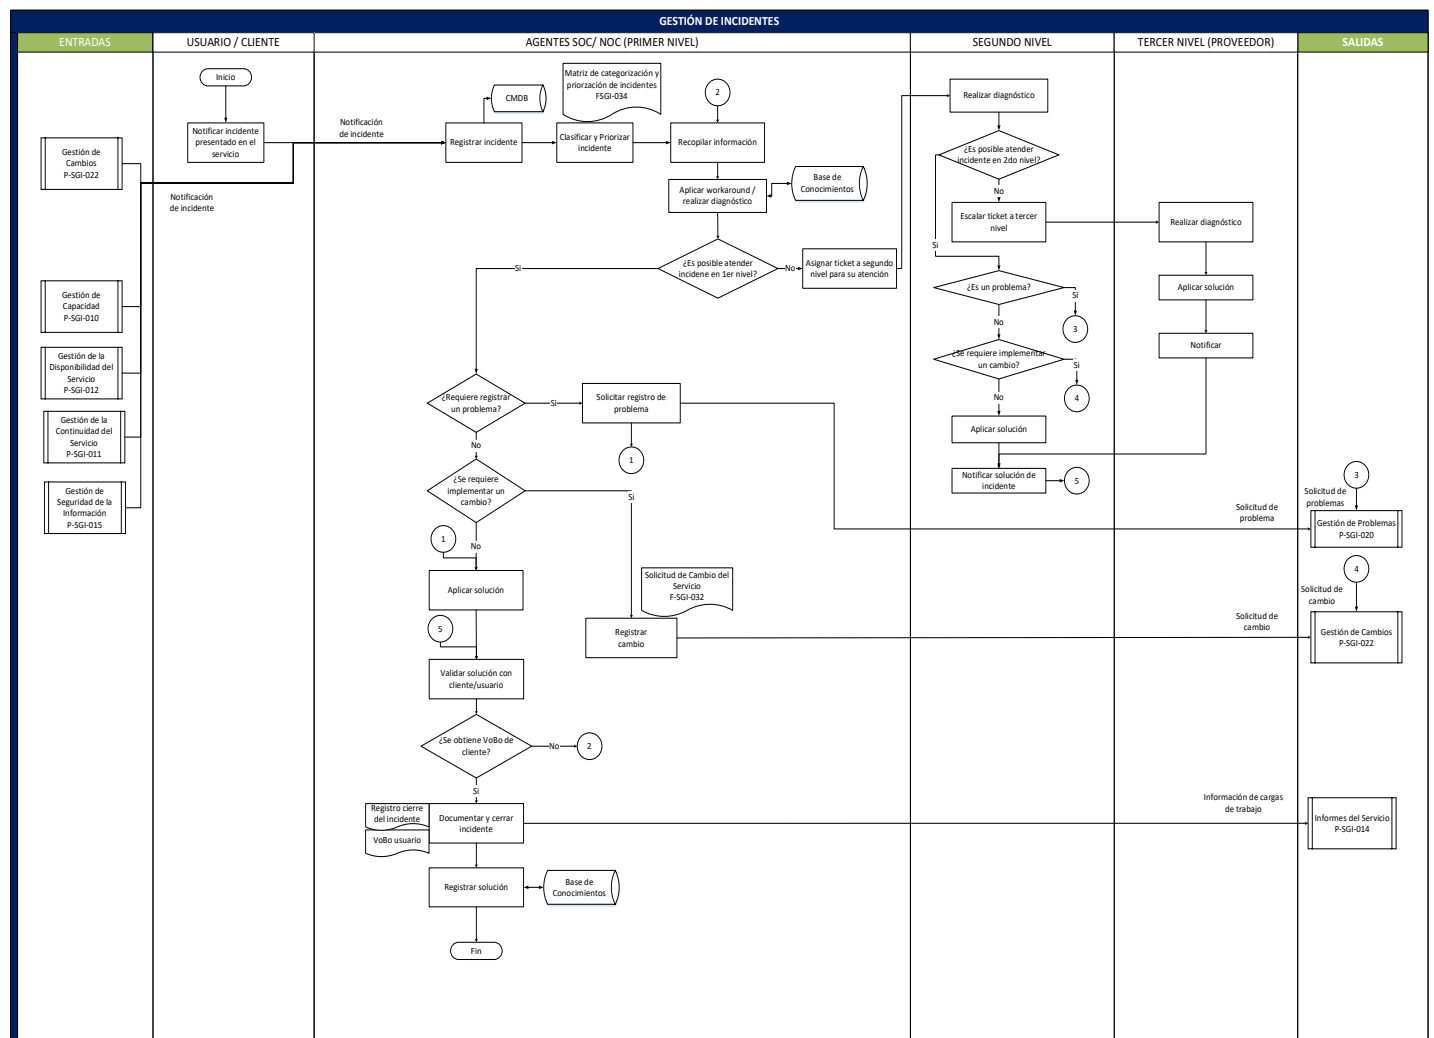 GESTIÓN DE INCIDENTES
ENTRADAS
USUARIO / CLIENTE
AGENTES SOC/ NOC (PRIMER NIVEL)
SEGUNDO NIVEL
TERCER NIVEL (PROVEEDOR)
SALIDAS
Gestión de
Cambios
P-SGI-022
Gestión de
Capacidad
P-SGI-010
Gestión de la
Disponibilidad del
Servicio
P-SGI-012
Gestión de la
Continuidad del
Servicio
P-SGI-011
Gestión de
Seguridad de la
Información
P-SGI-015
Inicio
Notificar incidente
presentado en el
servicio
Notificación
de incidente
Notificación
de incidente
CMDB
Registrar incidente
Matriz de categorización y
priorzación de incidentes
FSGI-034
Clasificar y Priorizar
incidente
2
Recopilar información
Aplicar workaround /
realizar diagnóstico
Base de
Conocimientos
¿Es posible atender
incidene en 1er nivel?
Si
No
Asignar ticket a segundo
nivel para su atención
¿Requiere registrar
un problema?
Si
Solicitar registro de
problema
1
No
¿Se requiere
implementar un
cambio?
Si
1
No
Aplicar solución
Solicitud de Cambio del
Servicio
F-SGI-032
Registrar
cambio
5
Validar solución con
cliente/usuario
¿Se obtiene VoBo de
cliente?
No
2
Si
Registro cierre
del incidente
VoBo usuario
Documentar y cerrar
incidente
Registrar solución
Base de
Conocimientos
Fin
Realizar diagnóstico
¿Es posible atender
incidente en 2do nivel?
No
Si
Escalar ticket a tercer
nivel
¿Es un problema?
Si
3
No
¿Se requiere implementar
un cambio?
Si
4
No
Aplicar solución
Notificar solución de
incidente
5
Realizar diagnóstico
Aplicar solución
Notificar
Solicitud de
problema
Solicitud de
cambio
Información de cargas
de trabajo
3
Solicitud de
problemas
Gestión de Problemas
P-SGI-020
4
Solicitud de
cambio
Gestión de Cambios
P-SGI-022
Informes del Servicio
P-SGI-014